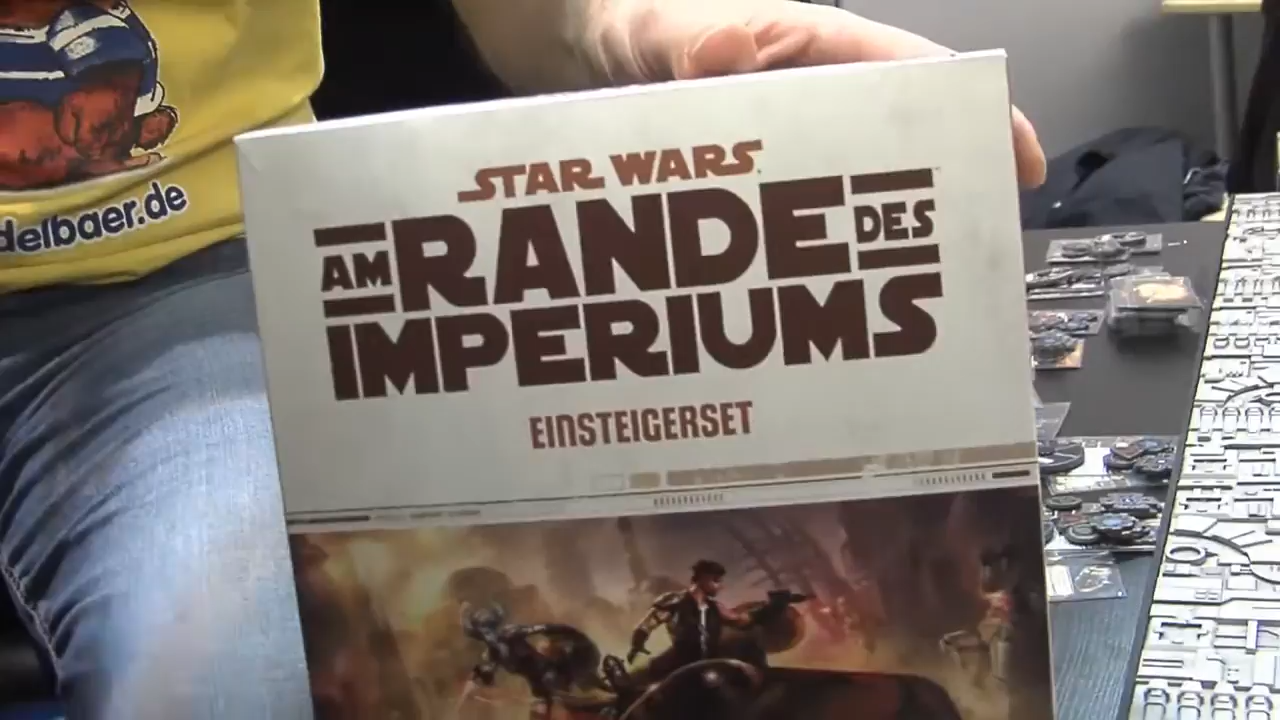 STAR WARS
AM RANDE DES
IMPERIUMS
EINSTEIGERSET
delbaer.de